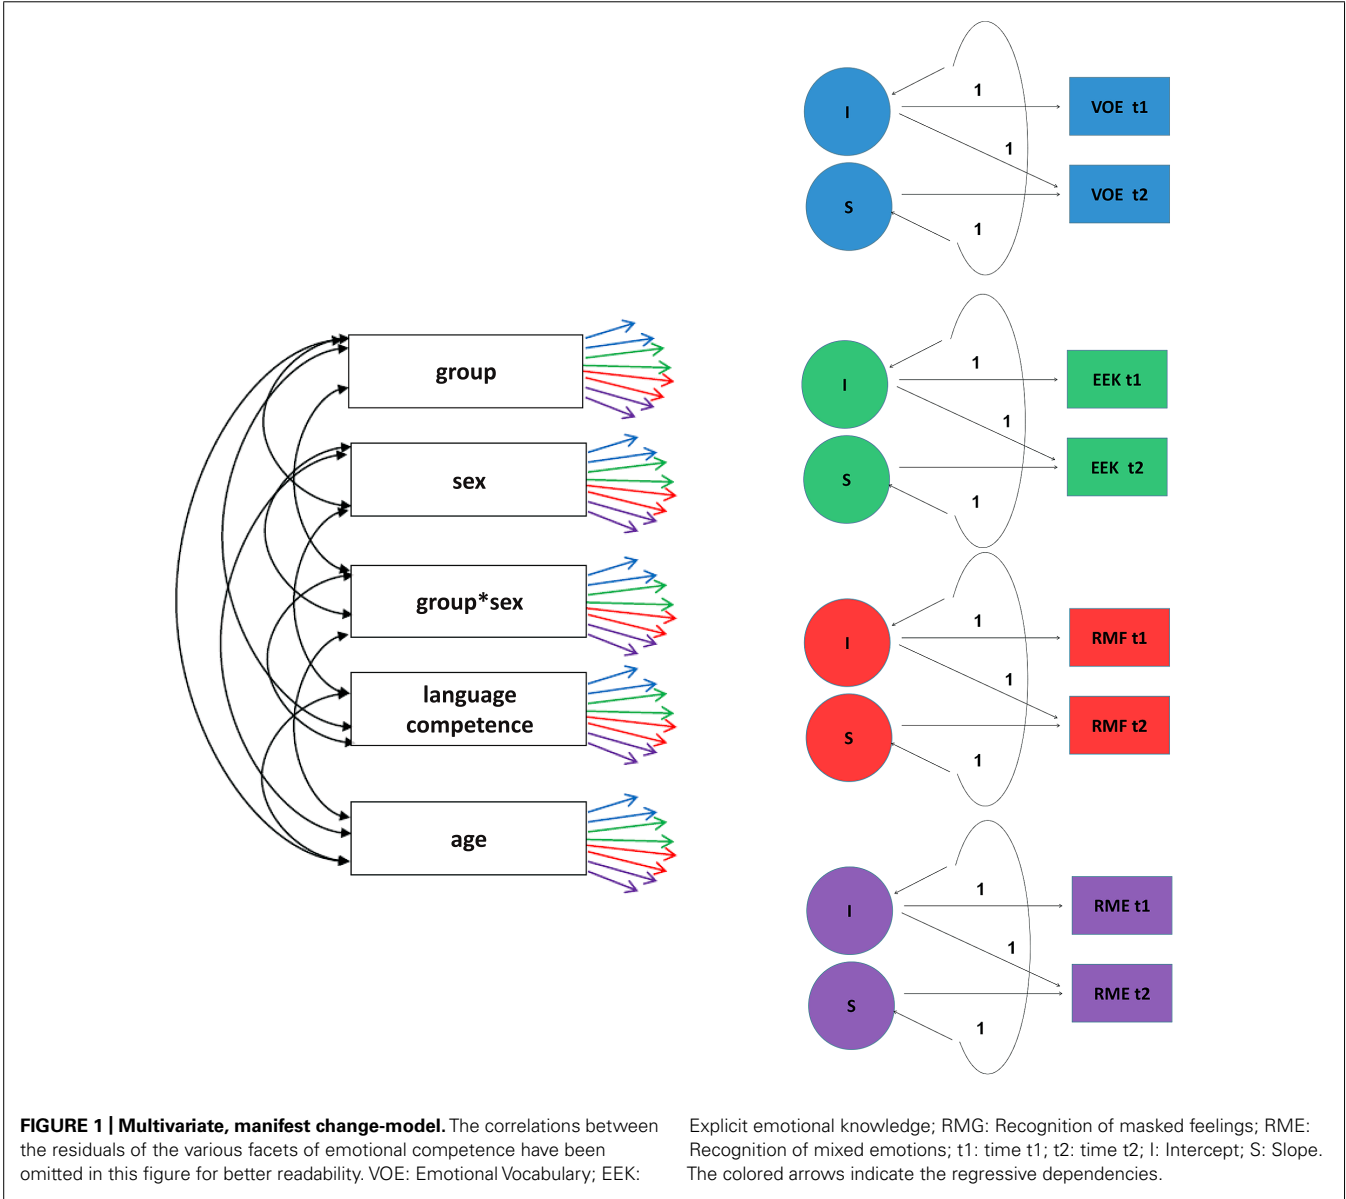 group
sex
group*sex
language
competence
age
I
S
1
1
1
VOE t1
VOE t2
I
S
1
1
1
EEK t1
EEK t2
I
S
1
1
1
RMF t1
RMF t2
I
S
1
1
1
RME t1
RME t2
FIGURE 1 | Multivariate, manifest change-model. The correlations between
the residuals of the various facets of emotional competence have been
omitted in this figure for better readability. VOE: Emotional Vocabulary; EEK:
Explicit emotional knowledge; RMG: Recognition of masked feelings; RME:
Recognition of mixed emotions; t1: time t1; t2: time t2; I: Intercept; S: Slope.
The colored arrows indicate the regressive dependencies.